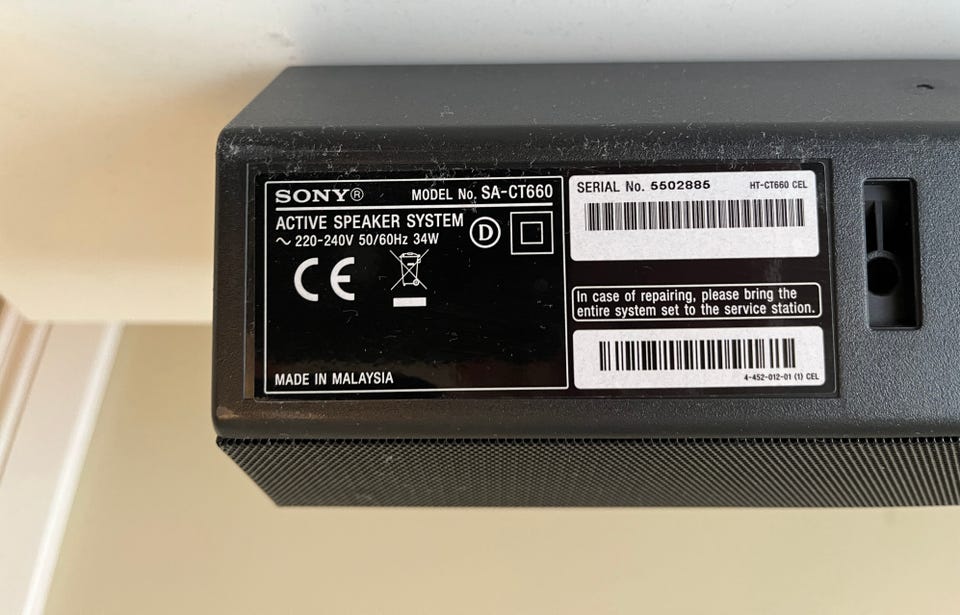 SONY®
MODEL No. SA-CT660
ACTIVE SPEAKER SYSTEM
~ 220-240V 50/60Hz 34W
D
CE
MADE IN MALAYSIA
SERIAL No. 5502885
HT-CT660 CEL
In case of repairing, please bring the
entire system set to the service station.
4-452-012-01 (1) CEL